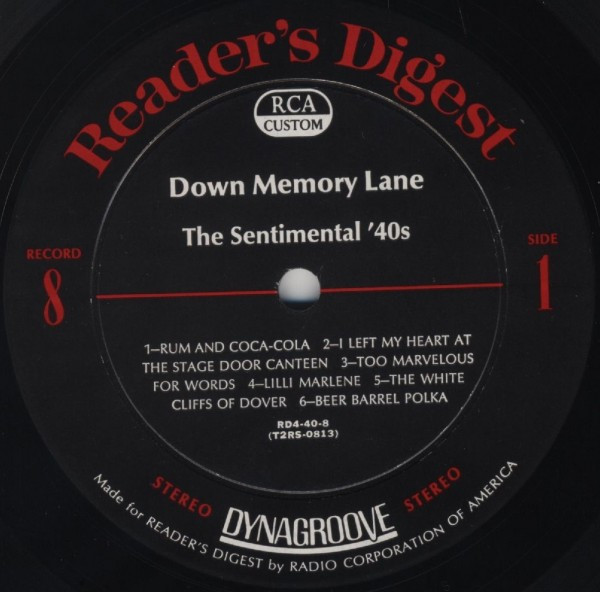 Reader's Digest
RCA
CUSTOM
Down Memory Lane
The Sentimental '40s
RECORD
8
SIDE
1
1—RUM AND COCA-COLA 2—I LEFT MY HEART AT
THE STAGE DOOR CANTEEN 3—TOO MARVELOUS
FOR WORDS 4—LILLI MARLENE 5—THE WHITE
CLIFFS OF DOVER 6—BEER BARREL POLKA
RD4-40-8
(T2RS-0813)
STEREO DYNAGROOVE STEREO
Made for READER'S DIGEST by RADIO CORPORATION OF AMERICA